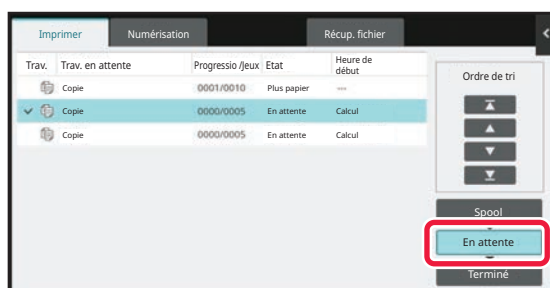 Imprimer Numérisation Récup. fichier
Trav. Trav. en attente Progressio /Jeux Etat Heure de début
Copie 0001/0010 Plus papier ---
Copie 0000/0005 En attente Calcul
Copie 0000/0005 En attente Calcul
Ordre de tri
Spool
En attente
Terminé